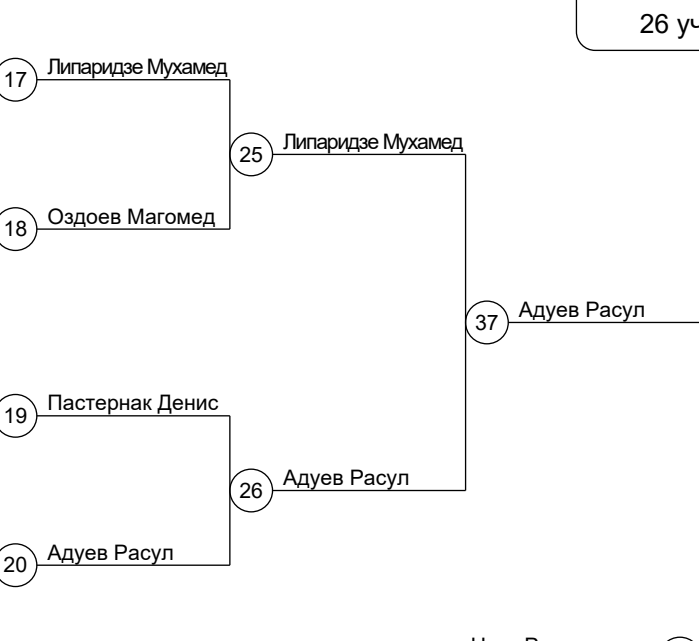 26 уч
17 Липаридзе Мухамед
25 Липаридзе Мухамед
18 Оздоев Магомед
37 Адуев Расул
19 Пастернак Денис
26 Адуев Расул
20 Адуев Расул